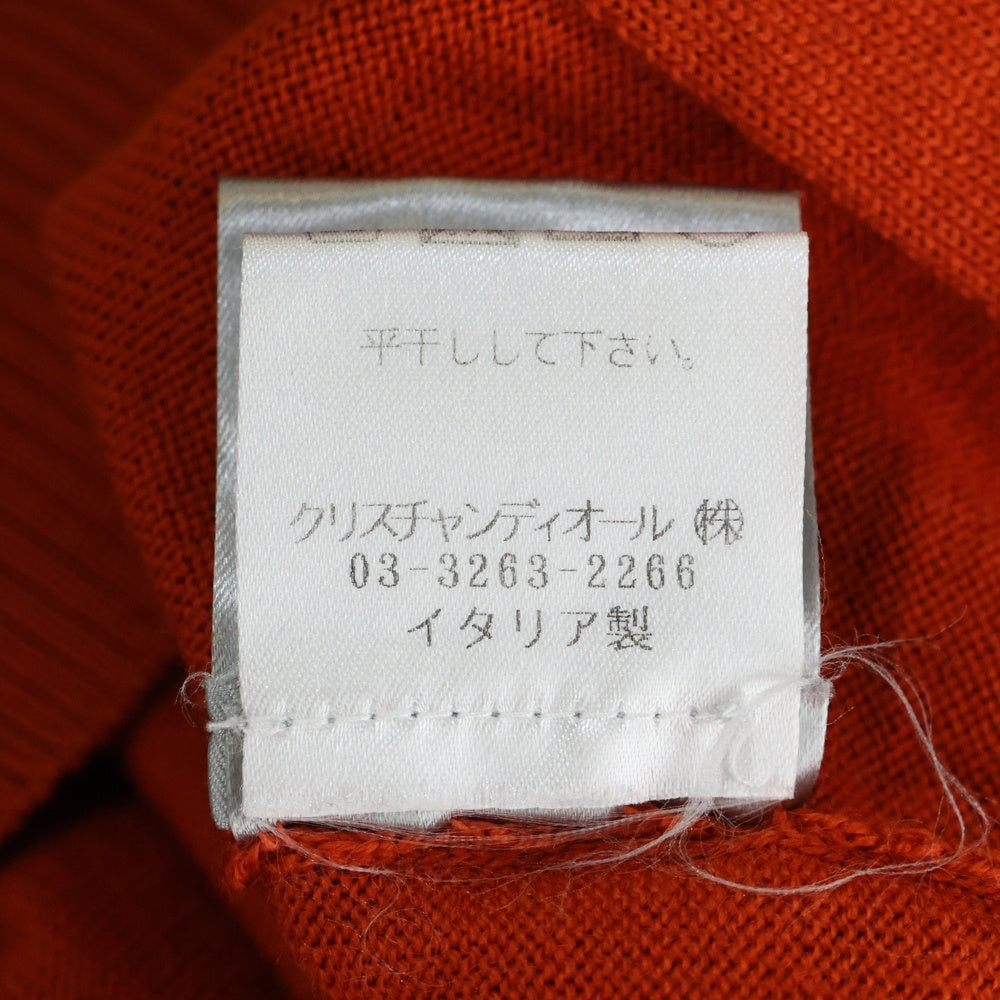 平干しして下さい。
クリスチャンディオール ㈱
03-3263-2266
イタリア製